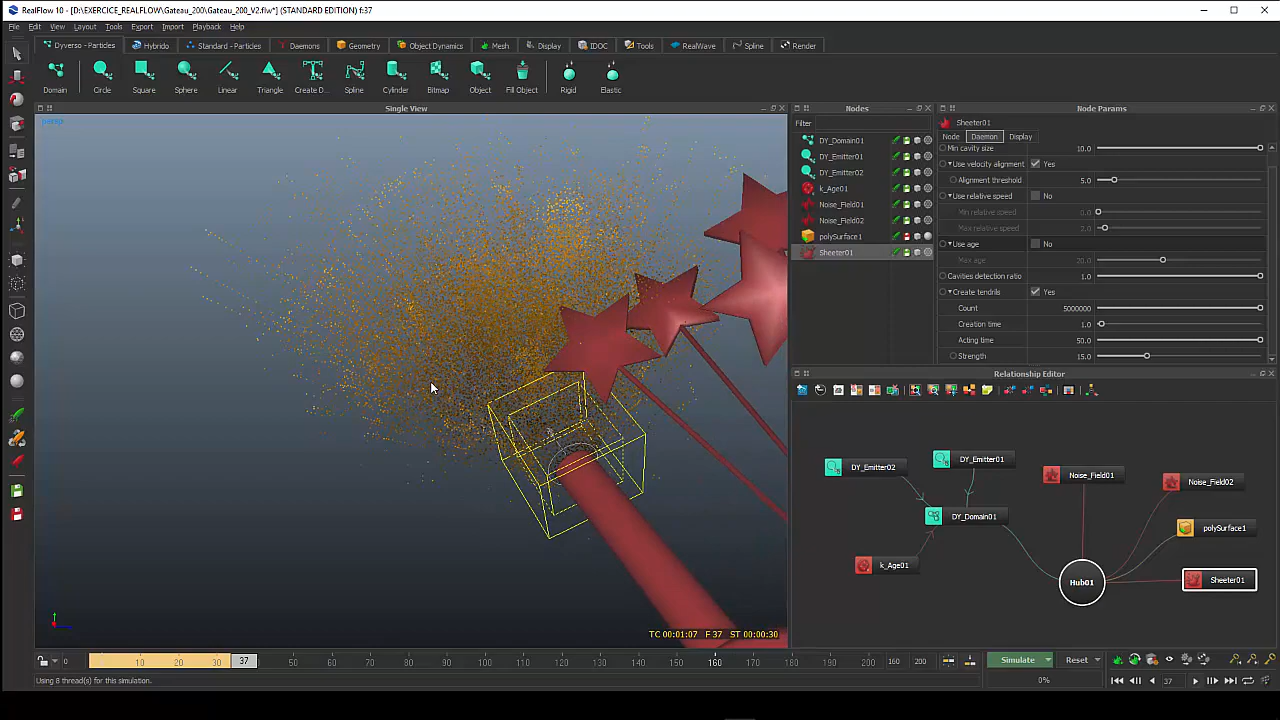 RealFlow 10 - [D:\EXERCICE_REALFLOW\Gateau_200\Gateau_200_V2.flw*] (STANDARD EDITION) f:37
File Edit View Layout Tools Export Import Playback Help
Dyverso - Particles Hybrido Standard - Particles Daemons Geometry Object Dynamics Mesh Display IDOC Tools RealWave Spline Render
Domain Circle Square Sphere Linear Triangle Create D... Spline Cylinder Bitmap Object Fill Object Rigid Elastic
Single View
persp
TC 00:01:07 F 37 ST 00:00:30
Nodes
Filter
DY_Domain01
DY_Emitter01
DY_Emitter02
k_Age01
Noise_Field01
Noise_Field02
polySurface1
Sheeter01
Node Params
Sheeter01
Node Daemon Display
Min cavity size 10.0
Use velocity alignment Yes
Alignment threshold 5.0
Use relative speed No
Min relative speed 0.0
Max relative speed 2.0
Use age No
Max age 20.0
Cavities detection ratio 1.0
Create tendrils Yes
Count 5000000
Creation time 1.0
Acting time 50.0
Strength 15.0
Relationship Editor
DY_Emitter02
DY_Emitter01
Noise_Field01
Noise_Field02
DY_Domain01
polySurface1
k_Age01
Hub01
Sheeter01
0 10 20 30 37 50 60 70 80 90 100 110 120 130 140 150 160 170 180 190 160 200
Simulate Reset
Using 8 thread(s) for this simulation.
0%
37